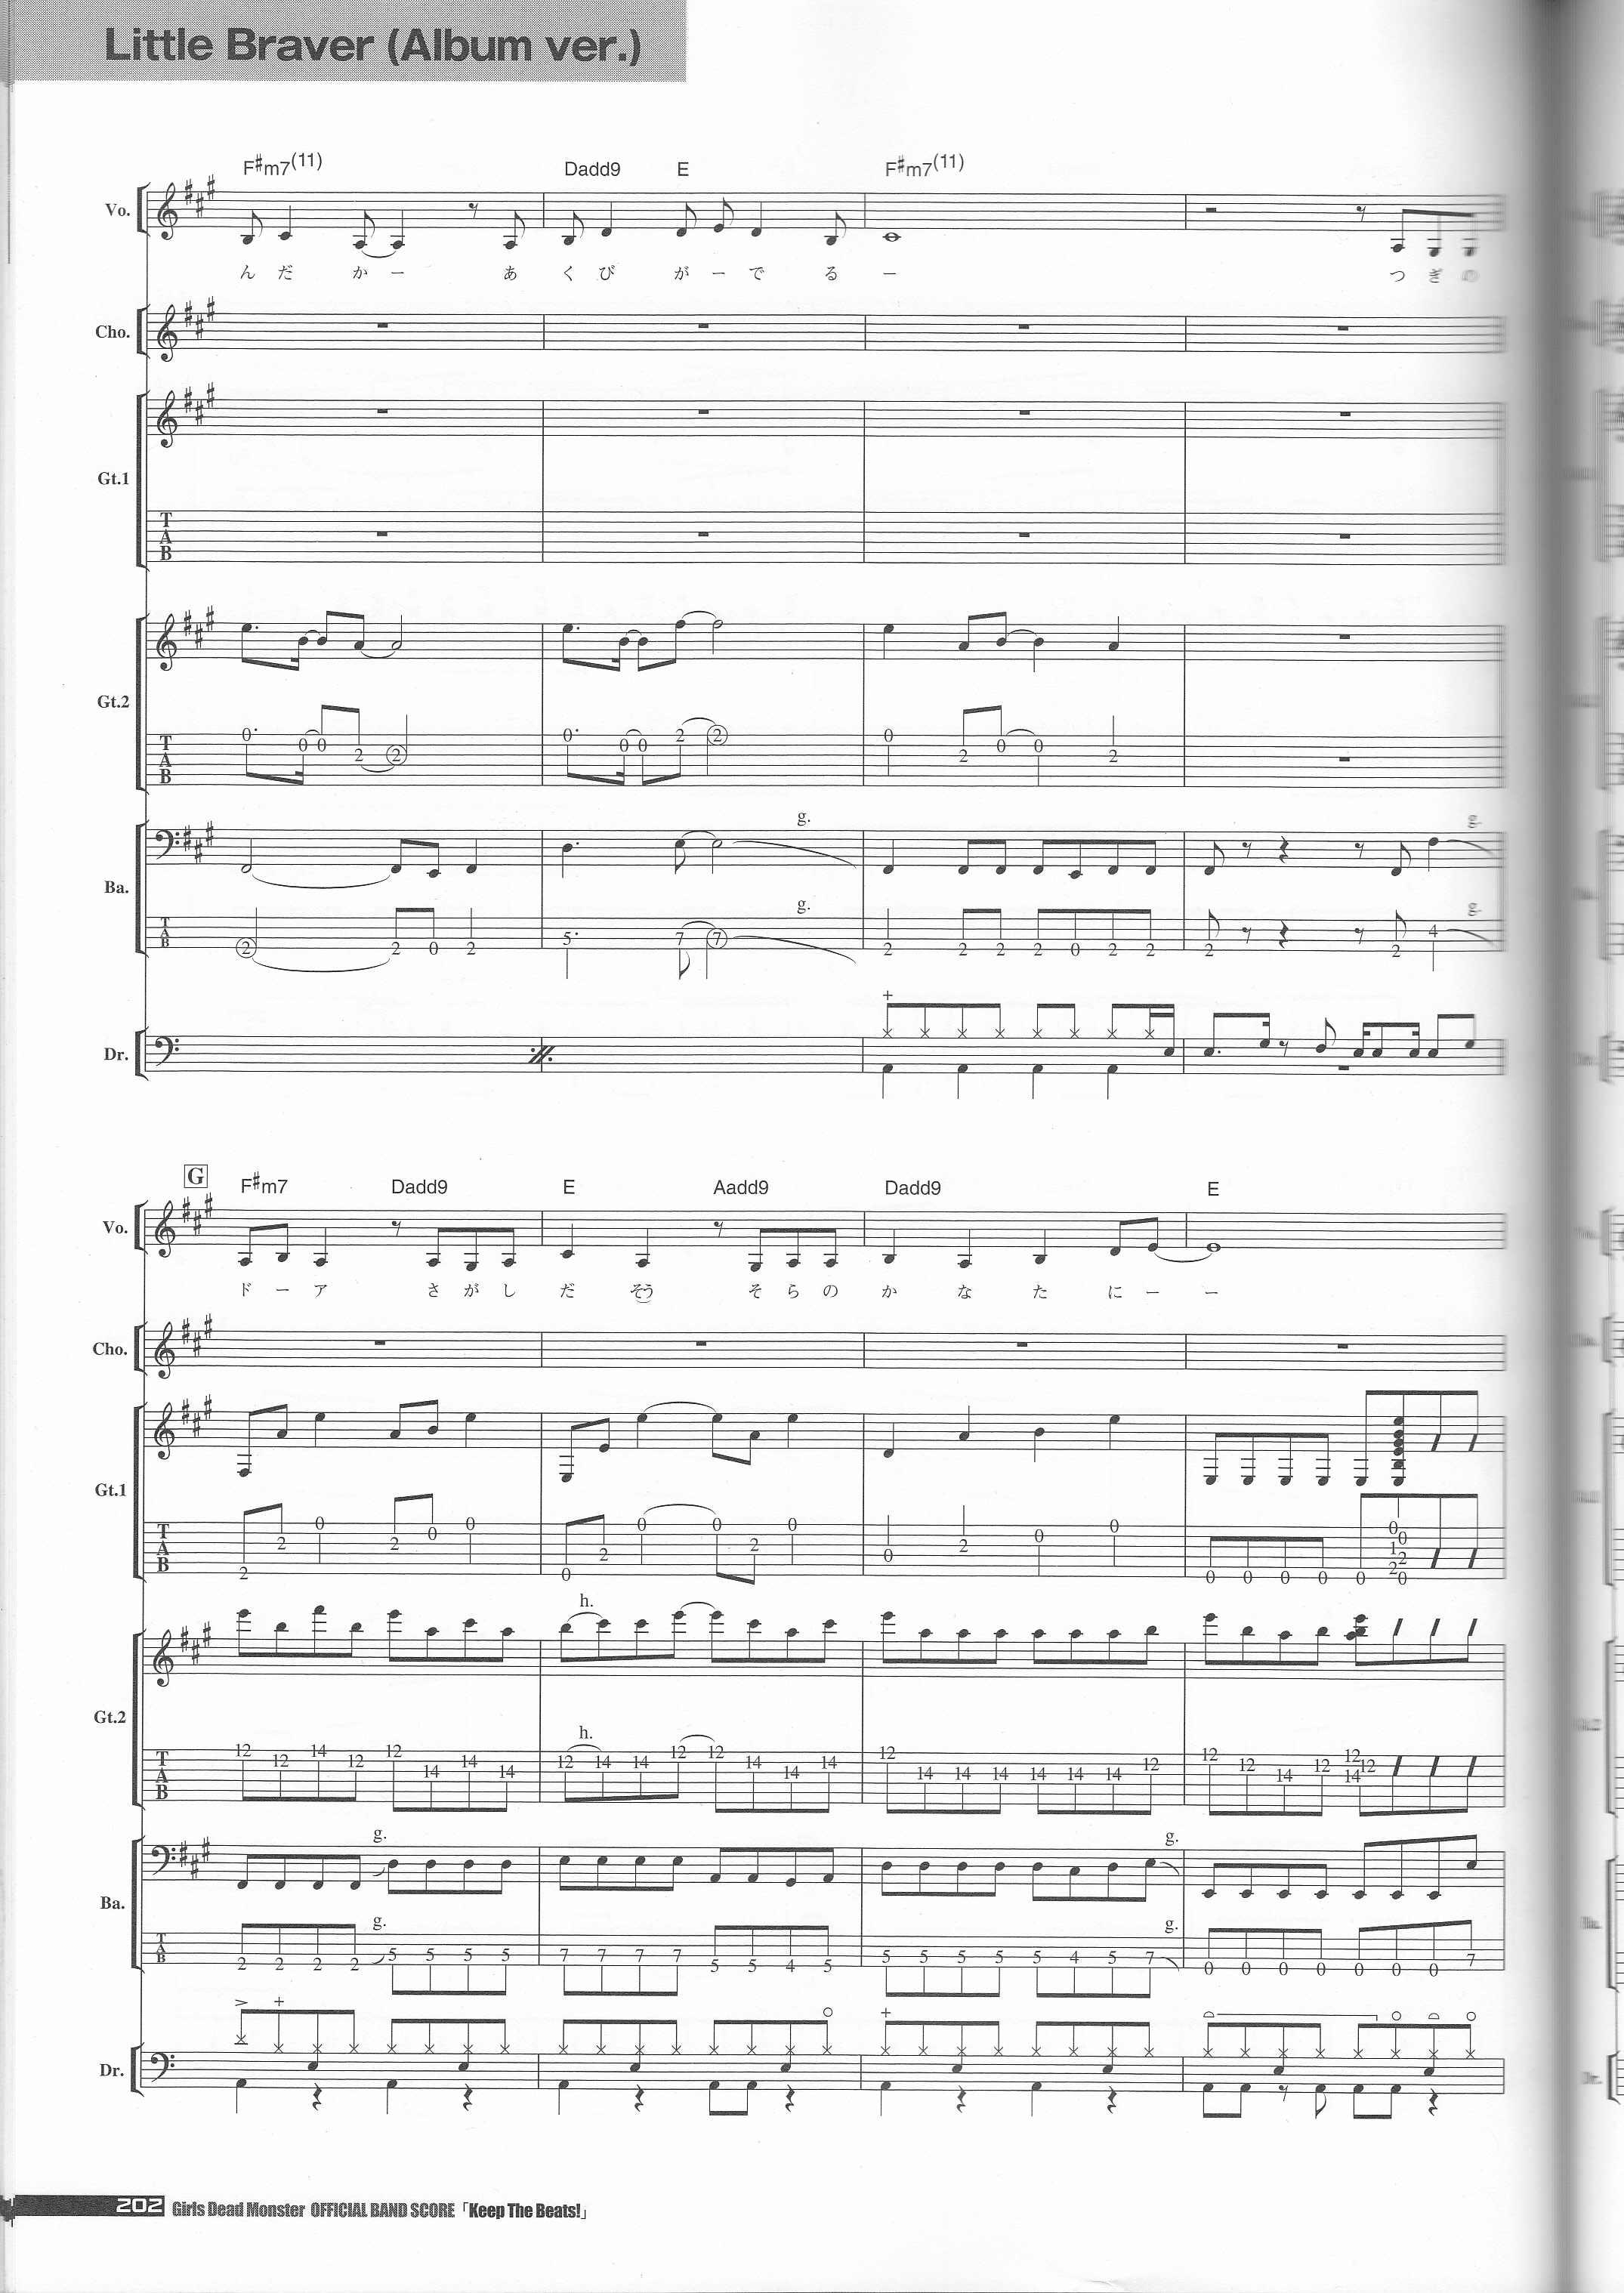 Little Braver (Album ver.)
F#m7(11) Dadd9 E F#m7(11)
Vo.
ん だ か ー あ く び が ー で る ー つ ぎ の
Cho.
Gt.1
T A B
Gt.2
T A B
0. 0 0 2 2 0. 0 0 2 2 0 2 0 0 2
g. g.
Ba.
g. g.
T A B
2 2 0 2 5. 7 7 2 2 2 2 0 2 2 2 2 4
+
Dr.
G F#m7 Dadd9 E Aadd9 Dadd9 E
Vo.
ド ー ア さ が し だ そう そ ら の か な た に ー ー
Cho.
Gt.1
T A B
2 2 0 2 0 0 0 2 0 0 2 0 0 2 0 0 0 0 0 0 0 0 0 1 2 2 0
h.
Gt.2
h.
T A B
12 12 14 12 12 14 14 14 12 14 14 12 12 14 14 14 12 14 14 14 14 14 14 12 12 12 14 12 12 12 14
g. g.
Ba.
g. g.
T A B
2 2 2 2 5 5 5 5 7 7 7 7 5 5 4 5 5 5 5 5 5 4 5 7 0 0 0 0 0 0 0 7
> + +
Dr.
202 Girls Dead Monster OFFICIAL BAND SCORE「Keep The Beats!」